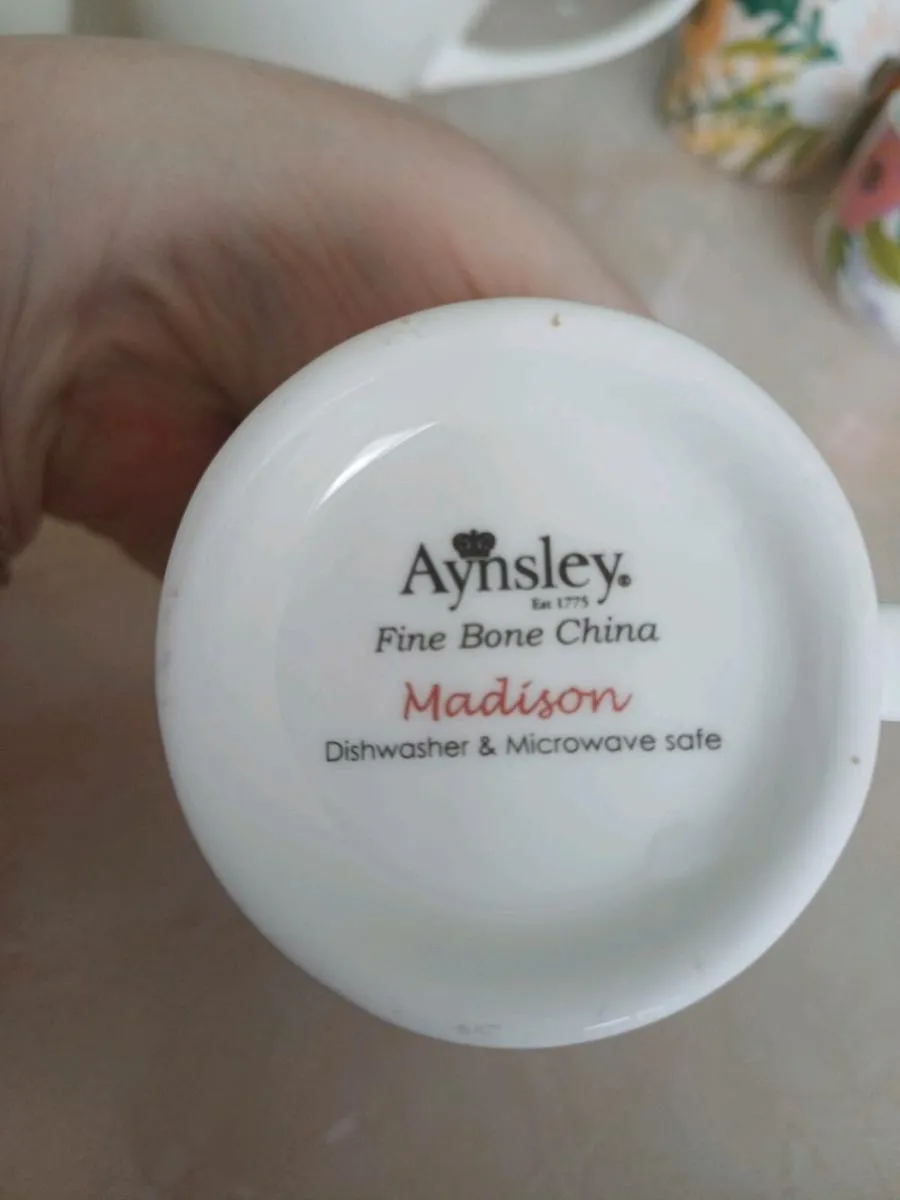 Aynsley®
Est 1775
Fine Bone China
Madison
Dishwasher & Microwave safe